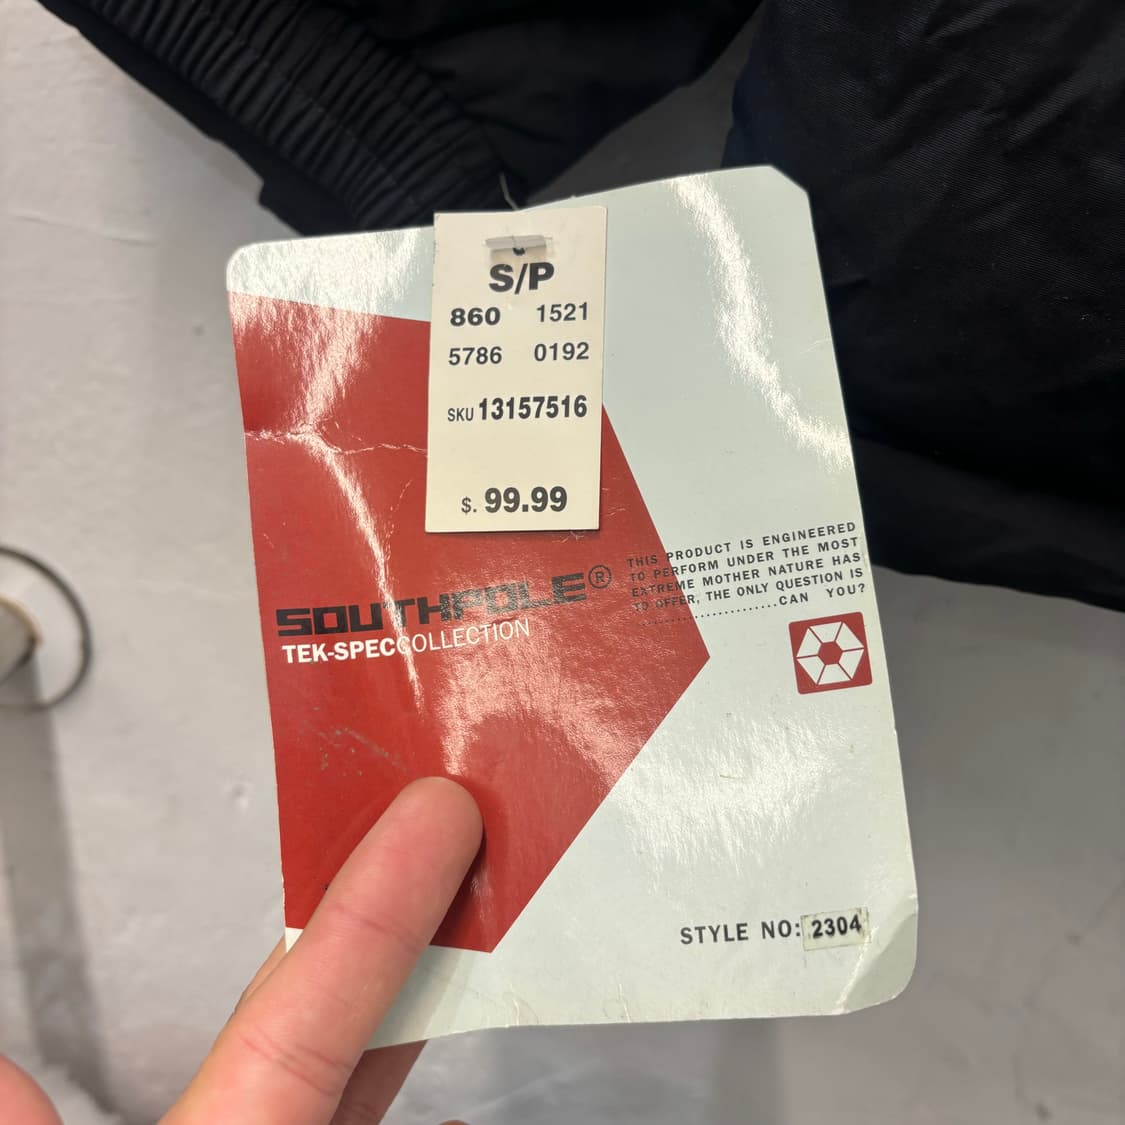 S/P
860 1521
5786 0192
SKU 13157516
$. 99.99
SOUTHPOLE®
TEK-SPECCOLLECTION
THIS PRODUCT IS ENGINEERED
TO PERFORM UNDER THE MOST
EXTREME MOTHER NATURE HAS
TO OFFER, THE ONLY QUESTION IS
.....................CAN YOU?
STYLE NO: 2304